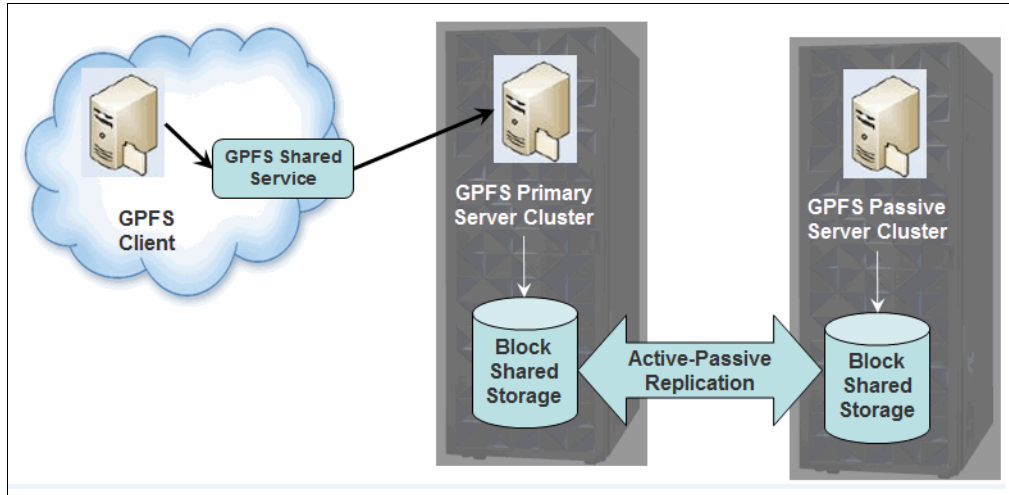 GPFS Shared
Service
GPFS
Client
GPFS Primary
Server Cluster
GPFS Passive
Server Cluster
Block
Shared
Storage
Active-Passive
Replication
Block
Shared
Storage